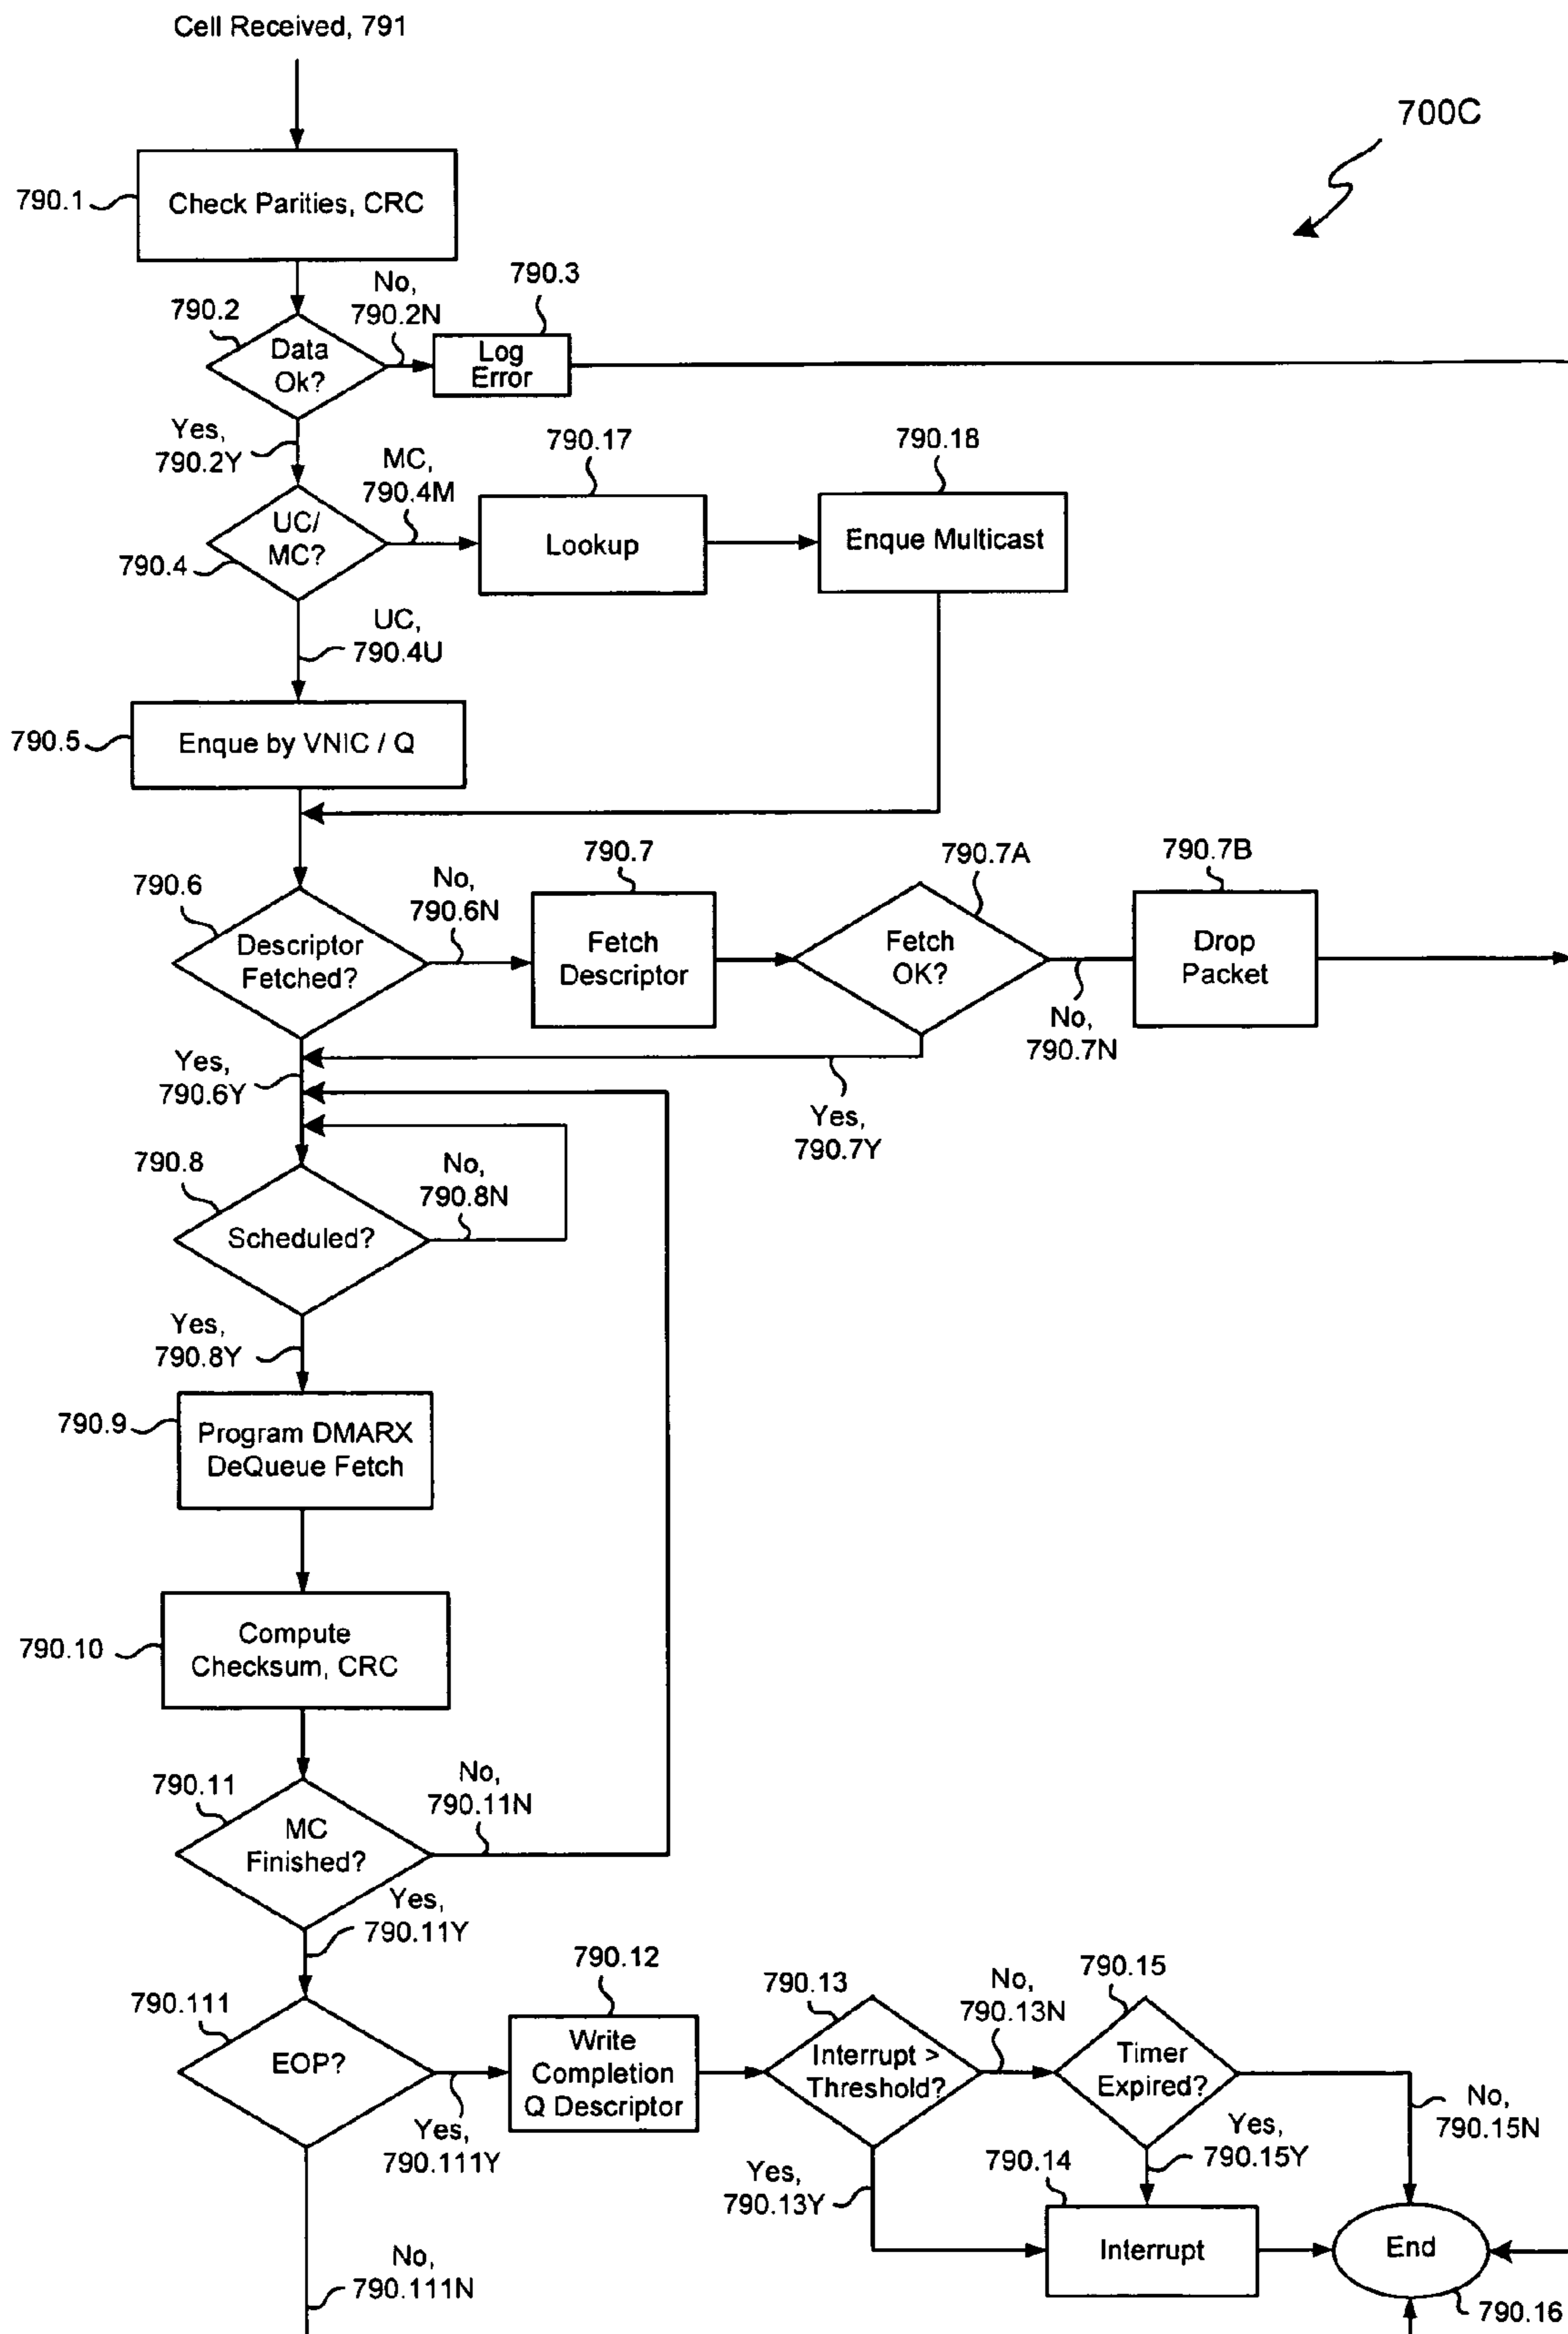 Cell Received, 791
700C
790.1
Check Parities, CRC
790.2
Data
Ok?
No,
790.2N
790.3
Log
Error
Yes,
790.2Y
790.4
UC/
MC?
MC,
790.4M
790.17
Lookup
790.18
Enque Multicast
UC,
790.4U
790.5
Enque by VNIC / Q
790.6
Descriptor
Fetched?
No,
790.6N
790.7
Fetch
Descriptor
790.7A
Fetch
OK?
No,
790.7N
790.7B
Drop
Packet
Yes,
790.6Y
Yes,
790.7Y
790.8
Scheduled?
No,
790.8N
Yes,
790.8Y
790.9
Program DMARX
DeQueue Fetch
790.10
Compute
Checksum, CRC
790.11
MC
Finished?
No,
790.11N
Yes,
790.11Y
790.111
EOP?
Yes,
790.111Y
790.12
Write
Completion
Q Descriptor
790.13
Interrupt >
Threshold?
No,
790.13N
790.15
Timer
Expired?
No,
790.15N
Yes,
790.13Y
Yes,
790.15Y
790.14
Interrupt
End
790.16
No,
790.111N